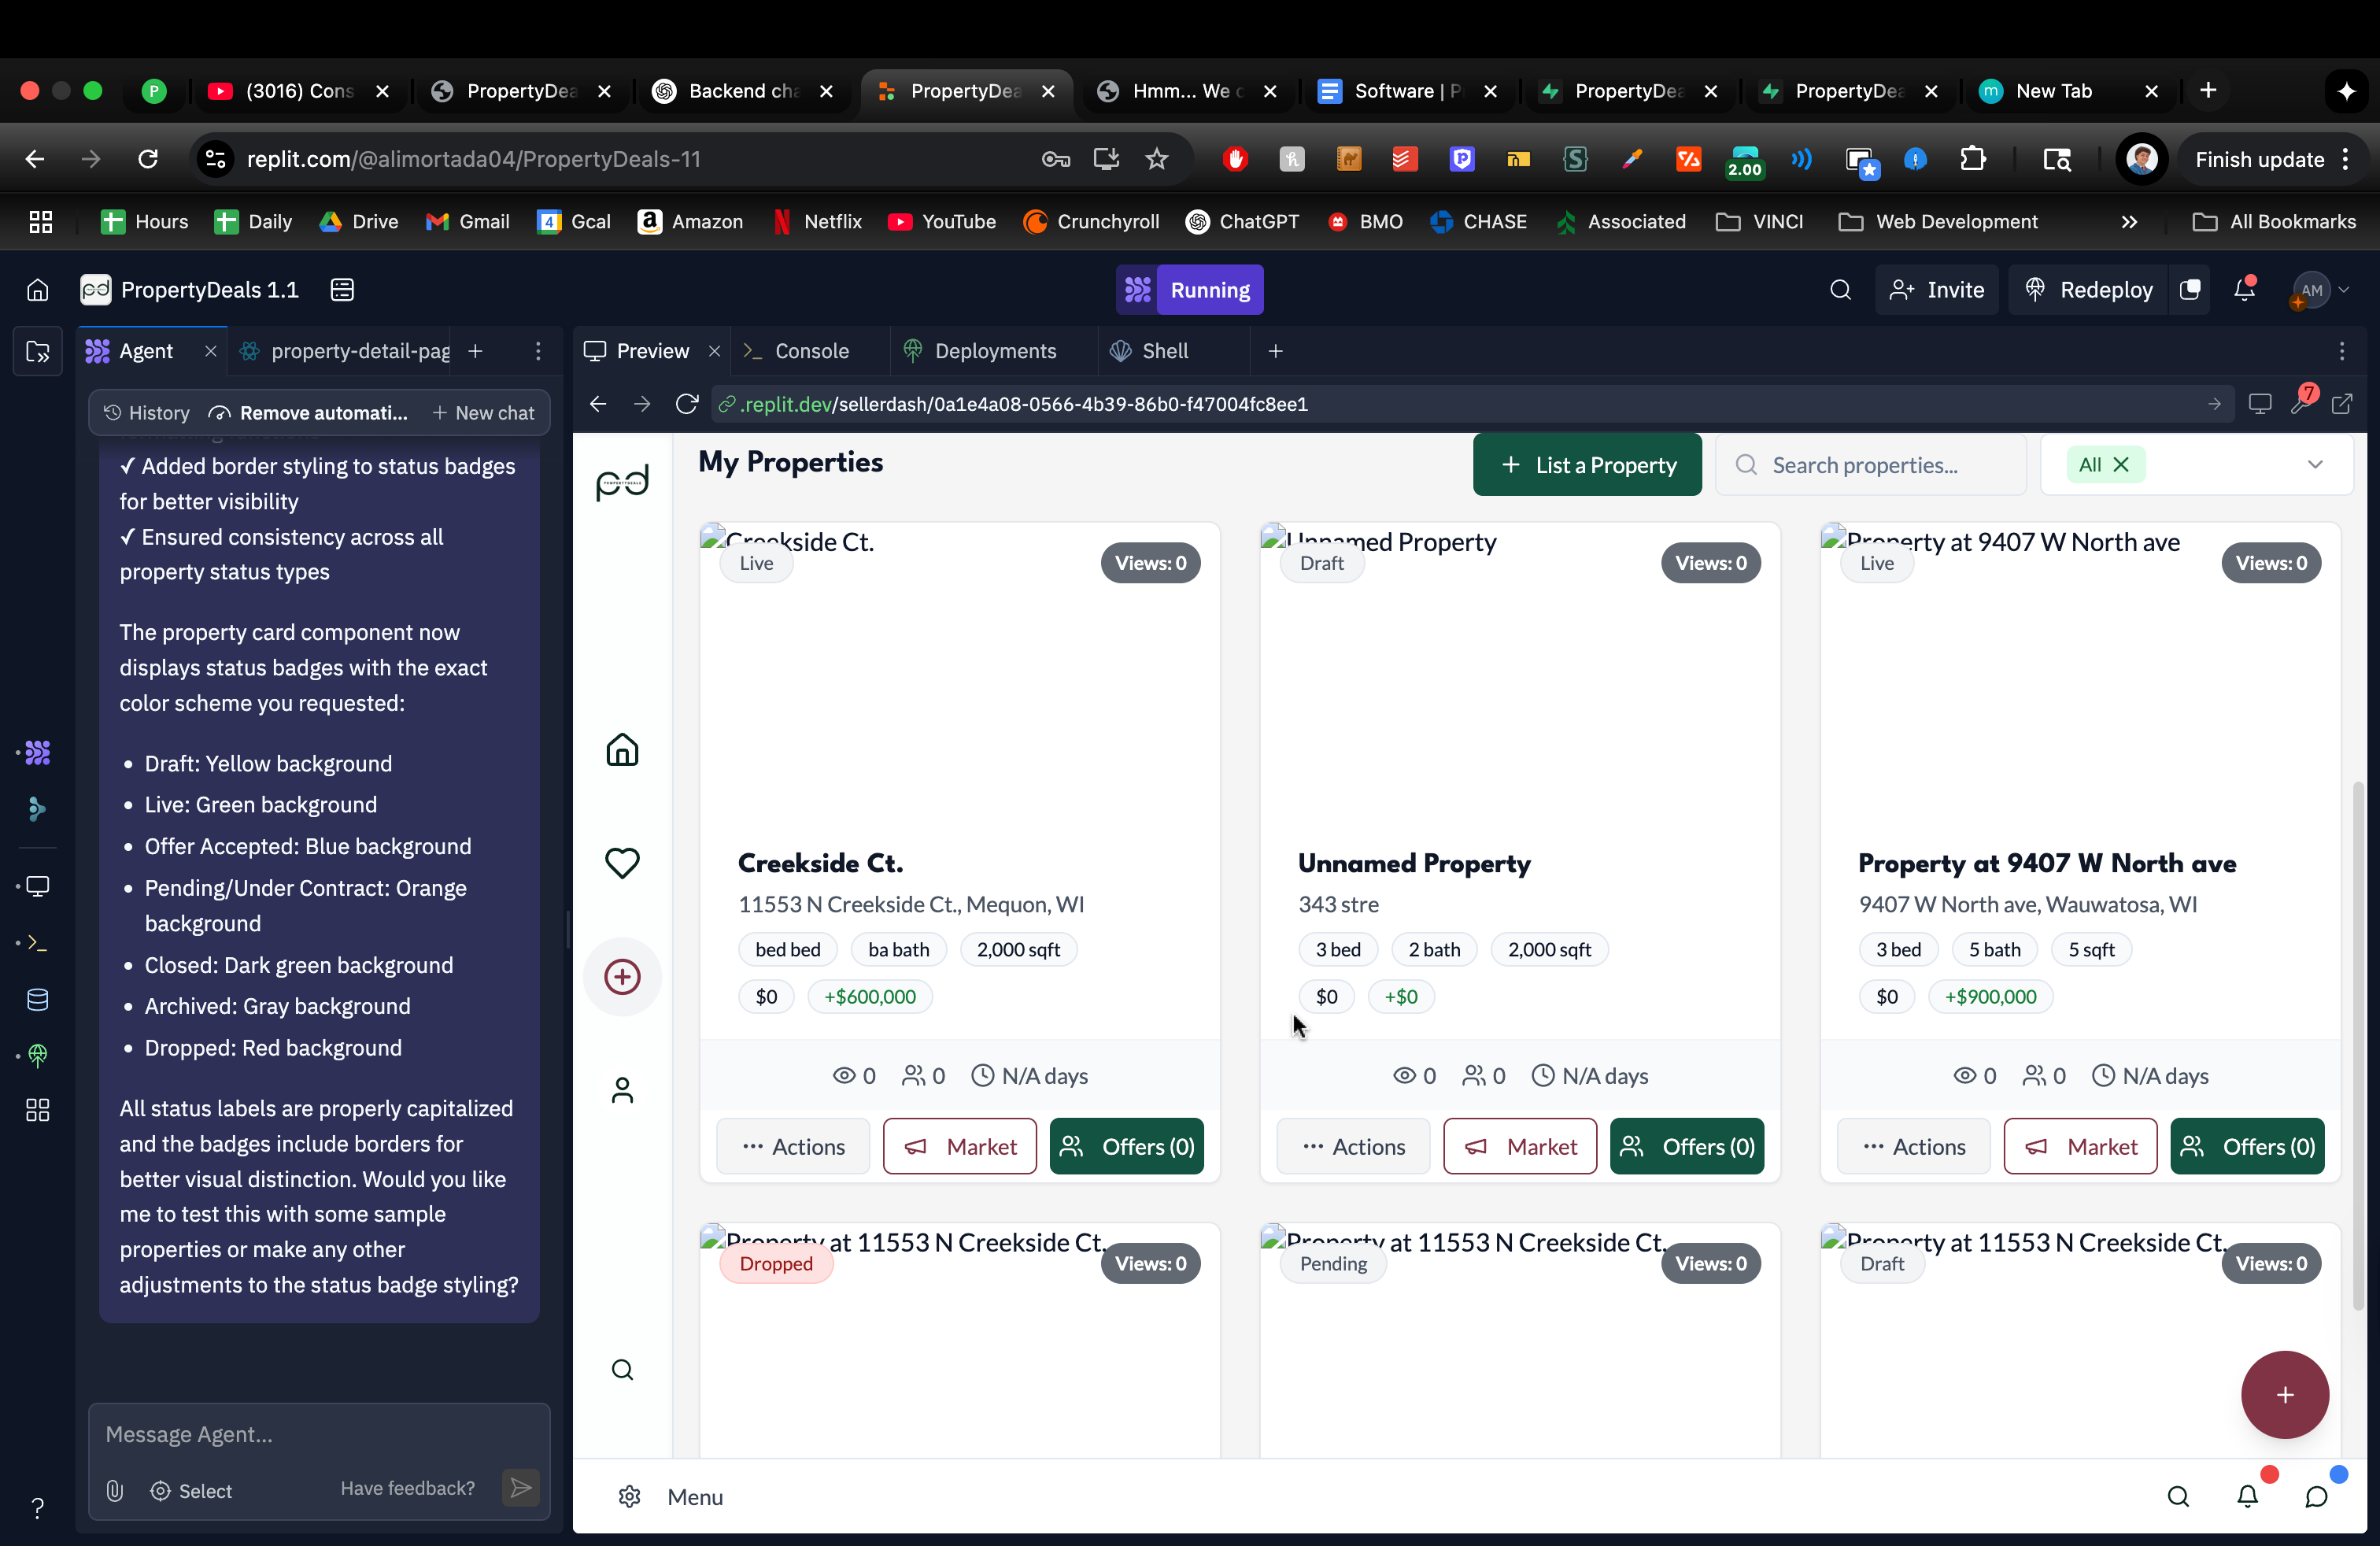 (3016) Cons
PropertyDea
Backend cha
PropertyDea
Hmm... We c
Software | P
PropertyDea
PropertyDea
New Tab
replit.com/@alimortada04/PropertyDeals-11
2.00
Finish update
Hours
Daily
Drive
Gmail
Gcal
Amazon
Netflix
YouTube
Crunchyroll
ChatGPT
BMO
CHASE
Associated
VINCI
Web Development
All Bookmarks
PropertyDeals 1.1
Running
Invite
Redeploy
AM
Agent
property-detail-pag
Preview
Console
Deployments
Shell
History
Remove automati...
New chat
.replit.dev/sellerdash/0a1e4a08-0566-4b39-86b0-f47004fc8ee1
7
✓ Added border styling to status badges
for better visibility
✓ Ensured consistency across all
property status types
The property card component now
displays status badges with the exact
color scheme you requested:
• Draft: Yellow background
• Live: Green background
• Offer Accepted: Blue background
• Pending/Under Contract: Orange
background
• Closed: Dark green background
• Archived: Gray background
• Dropped: Red background
All status labels are properly capitalized
and the badges include borders for
better visual distinction. Would you like
me to test this with some sample
properties or make any other
adjustments to the status badge styling?
Message Agent...
Select
Have feedback?
pd
My Properties
+ List a Property
Search properties...
All
Creekside Ct.
Live
Views: 0
Creekside Ct.
11553 N Creekside Ct., Mequon, WI
bed bed
ba bath
2,000 sqft
$0
+$600,000
0
0
N/A days
Actions
Market
Offers (0)
Unnamed Property
Draft
Views: 0
Unnamed Property
343 stre
3 bed
2 bath
2,000 sqft
$0
+$0
0
0
N/A days
Actions
Market
Offers (0)
Property at 9407 W North ave
Live
Views: 0
Property at 9407 W North ave
9407 W North ave, Wauwatosa, WI
3 bed
5 bath
5 sqft
$0
+$900,000
0
0
N/A days
Actions
Market
Offers (0)
Property at 11553 N Creekside Ct.
Dropped
Views: 0
Property at 11553 N Creekside Ct.
Pending
Views: 0
Property at 11553 N Creekside Ct.
Draft
Views: 0
Menu